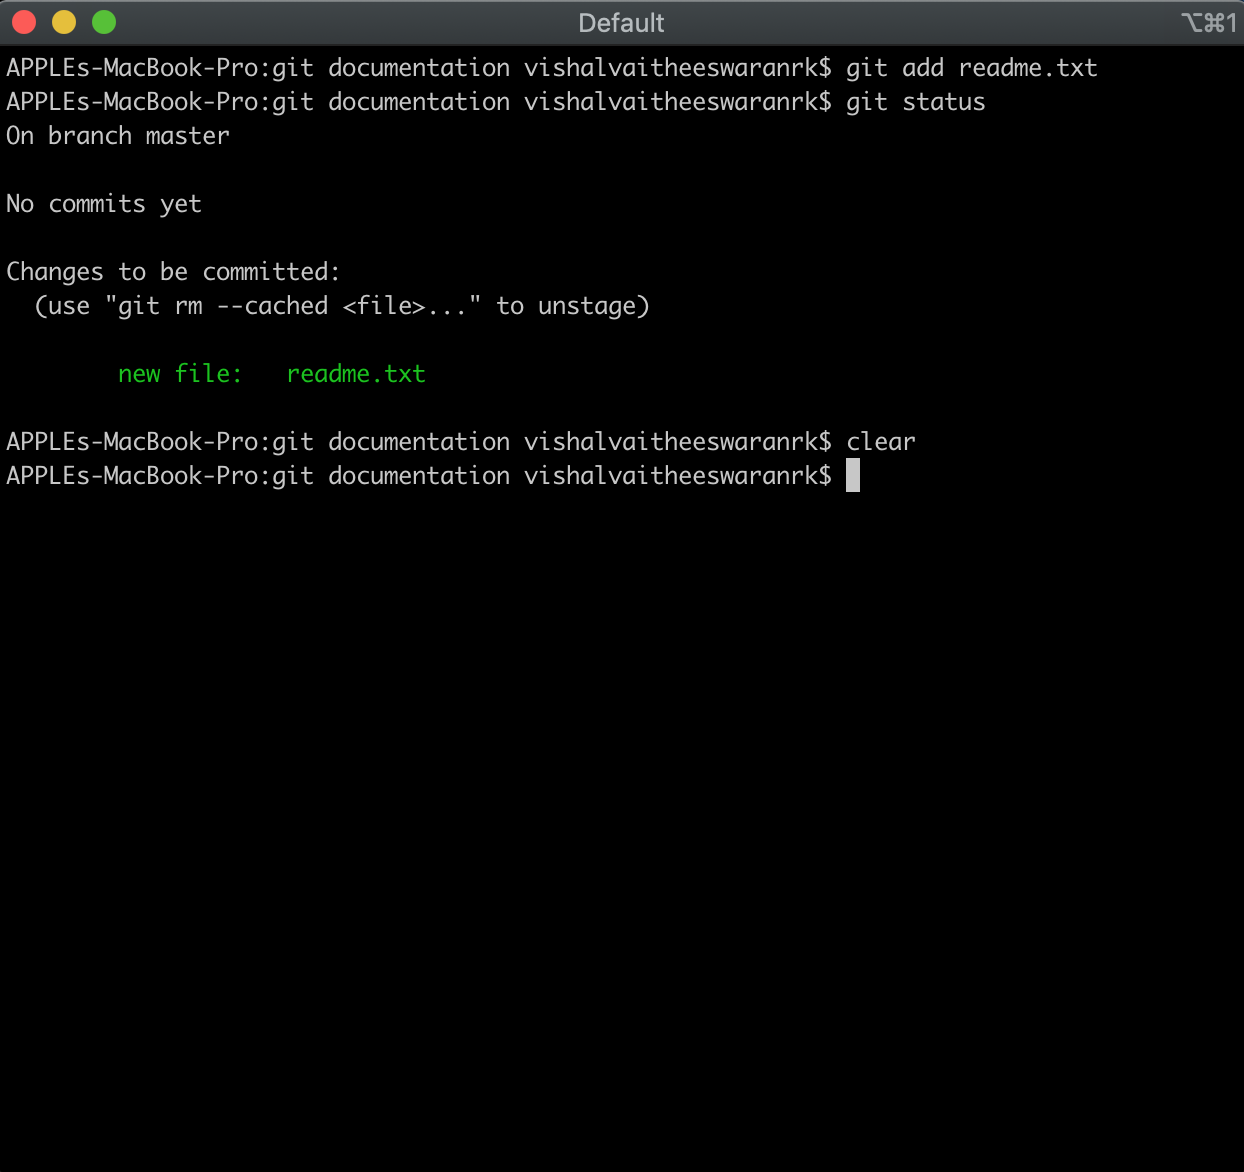 Default ⌥⌘1
APPLEs-MacBook-Pro:git documentation vishalvaitheeswaranrk$ git add readme.txt
APPLEs-MacBook-Pro:git documentation vishalvaitheeswaranrk$ git status
On branch master
No commits yet
Changes to be committed:
  (use "git rm --cached <file>..." to unstage)
        new file:   readme.txt
APPLEs-MacBook-Pro:git documentation vishalvaitheeswaranrk$ clear
APPLEs-MacBook-Pro:git documentation vishalvaitheeswaranrk$